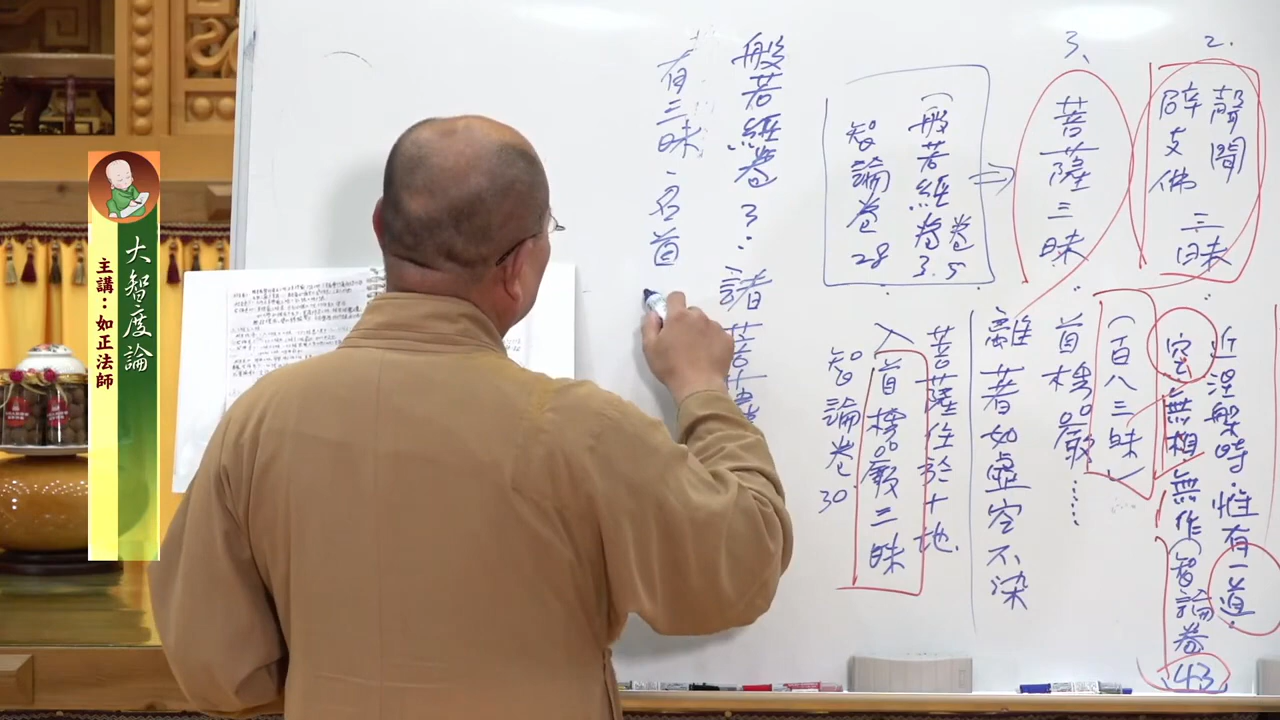 2.
聲聞
辟支佛 三昧
近涅槃時.惟有一道.
空無相無作(智論卷43
(百八三昧)
3、
菩薩三昧
首楞嚴……
離著如虛空不染
(般若經卷3.5
智論卷28
菩薩住於十地.
入首楞嚴三昧
智論卷30
般若經卷3:諸菩薩
有三昧、名首
大智度論
主講：如正法師